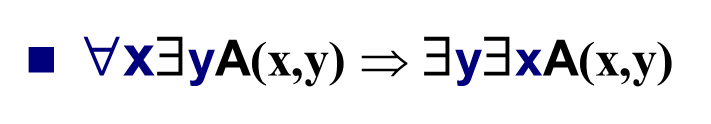 ■ ∀x∃yA(x,y) ⇒ ∃y∃xA(x,y)